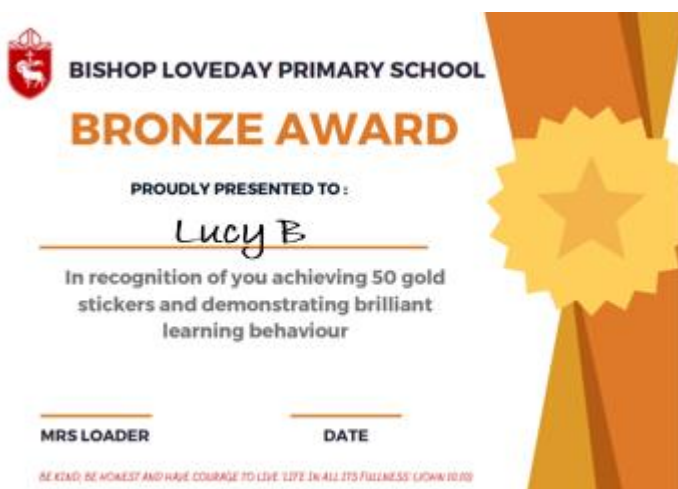 BISHOP LOVEDAY PRIMARY SCHOOL
BRONZE AWARD
PROUDLY PRESENTED TO :
Lucy B
In recognition of you achieving 50 gold
stickers and demonstrating brilliant
learning behaviour
MRS LOADER DATE
BE KIND, BE HONEST AND HAVE COURAGE TO LIVE 'LIFE IN ALL ITS FULLNESS' (JOHN 10:10)